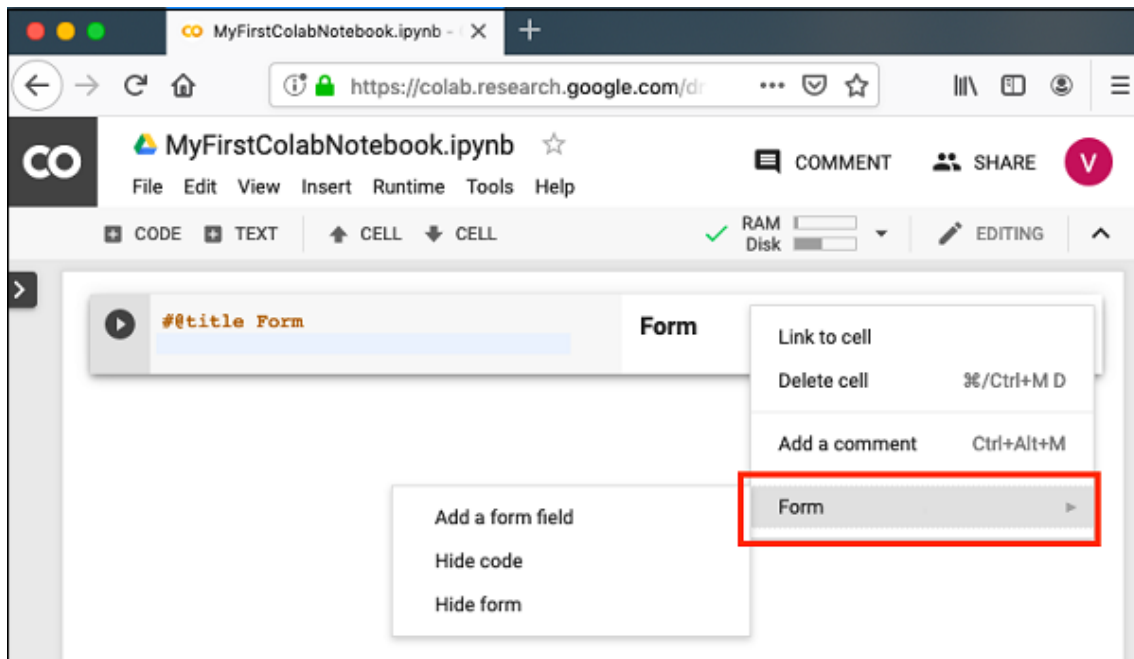 MyFirstColabNotebook.ipynb -
https://colab.research.google.com/dr
CO
MyFirstColabNotebook.ipynb
COMMENT SHARE V
File Edit View Insert Runtime Tools Help
CODE TEXT CELL CELL
RAM
Disk
EDITING
#@title Form
Form
Link to cell
Delete cell ⌘/Ctrl+M D
Add a comment Ctrl+Alt+M
Form
Add a form field
Hide code
Hide form